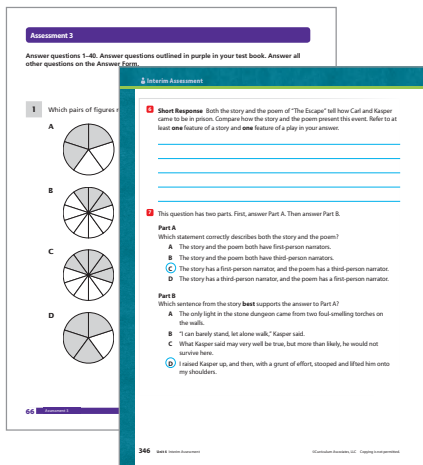 Assessment 3
Answer questions 1–40. Answer questions outlined in purple in your test book. Answer all
other questions on the Answer Form.
1 Which pairs of figures
A
B
C
D
66 Assessment 3
Interim Assessment
6 Short Response Both the story and the poem of "The Escape" tell how Carl and Kasper
came to be in prison. Compare how the story and the poem present this event. Refer to at
least one feature of a story and one feature of a play in your answer.
7 This question has two parts. First, answer Part A. Then answer Part B.
Part A
Which statement correctly describes both the story and the poem?
A The story and the poem both have first-person narrators.
B The story and the poem both have third-person narrators.
C The story has a first-person narrator, and the poem has a third-person narrator.
D The story has a third-person narrator, and the poem has a first-person narrator.
Part B
Which sentence from the story best supports the answer to Part A?
A The only light in the stone dungeon came from two foul-smelling torches on
the walls.
B "I can barely stand, let alone walk," Kasper said.
C What Kasper said may very well be true, but more likely, he would not
survive here.
D I raised Kasper up, and then, with a grunt of effort, stooped and lifted him onto
my shoulders.
346 Unit 5 Interim Assessment
©Curriculum Associates, LLC Copying is not permitted.